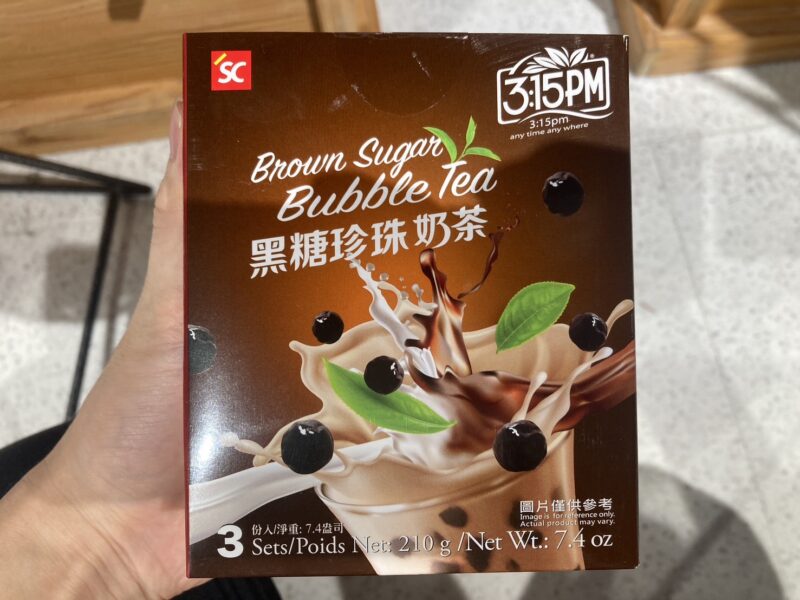 SC
3:15PM
®
3:15pm
any time any where
Brown Sugar
Bubble Tea
黑糖珍珠奶茶
圖片僅供參考
Image is for reference only.
Actual product may vary.
份入/淨重: 7.4盎司
3 Sets/Poids Net: 210 g /Net Wt.: 7.4 oz